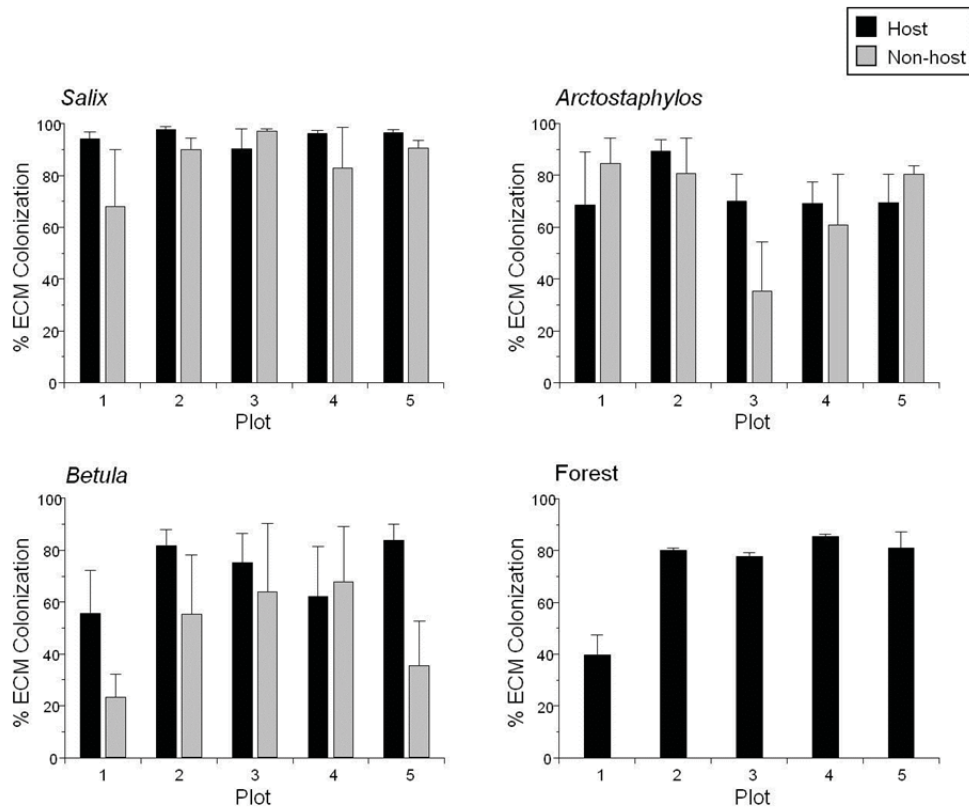 Host
Non-host
Salix
% ECM Colonization
100
80
60
40
20
0
1 2 3 4 5
Plot
Arctostaphylos
% ECM Colonization
100
80
60
40
20
0
1 2 3 4 5
Plot
Betula
% ECM Colonization
100
80
60
40
20
0
1 2 3 4 5
Plot
Forest
% ECM Colonization
100
80
60
40
20
0
1 2 3 4 5
Plot